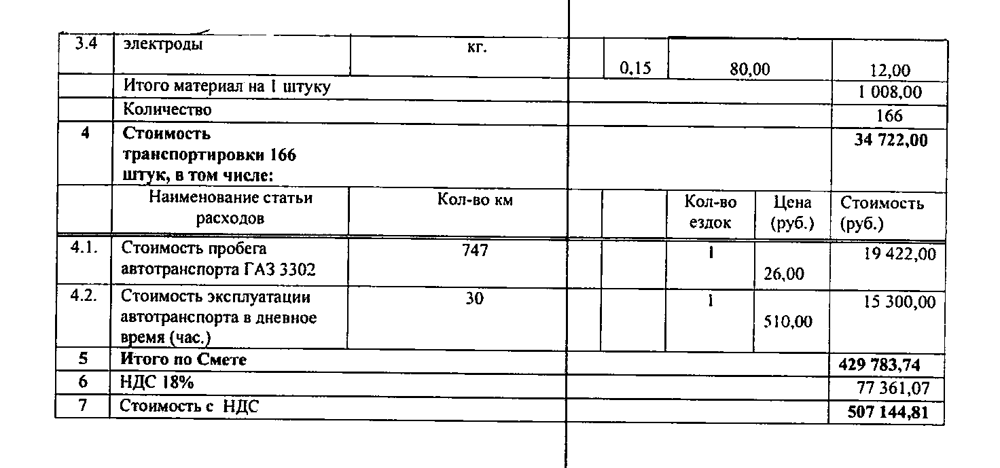 3.4 электроды кг. 0,15 80,00 12,00
Итого материал на 1 штуку 1 008,00
Количество 166
4 Стоимость 34 722,00
транспортировки 166
штук, в том числе:
Наименование статьи расходов Кол-во км Кол-во ездок Цена (руб.) Стоимость (руб.)
4.1. Стоимость пробега 747 1 19 422,00
автотранспорта ГАЗ 3302 26,00
4.2. Стоимость эксплуатации 30 1 15 300,00
автотранспорта в дневное 510,00
время (час.)
5 Итого по Смете 429 783,74
6 НДС 18% 77 361,07
7 Стоимость с НДС 507 144,81